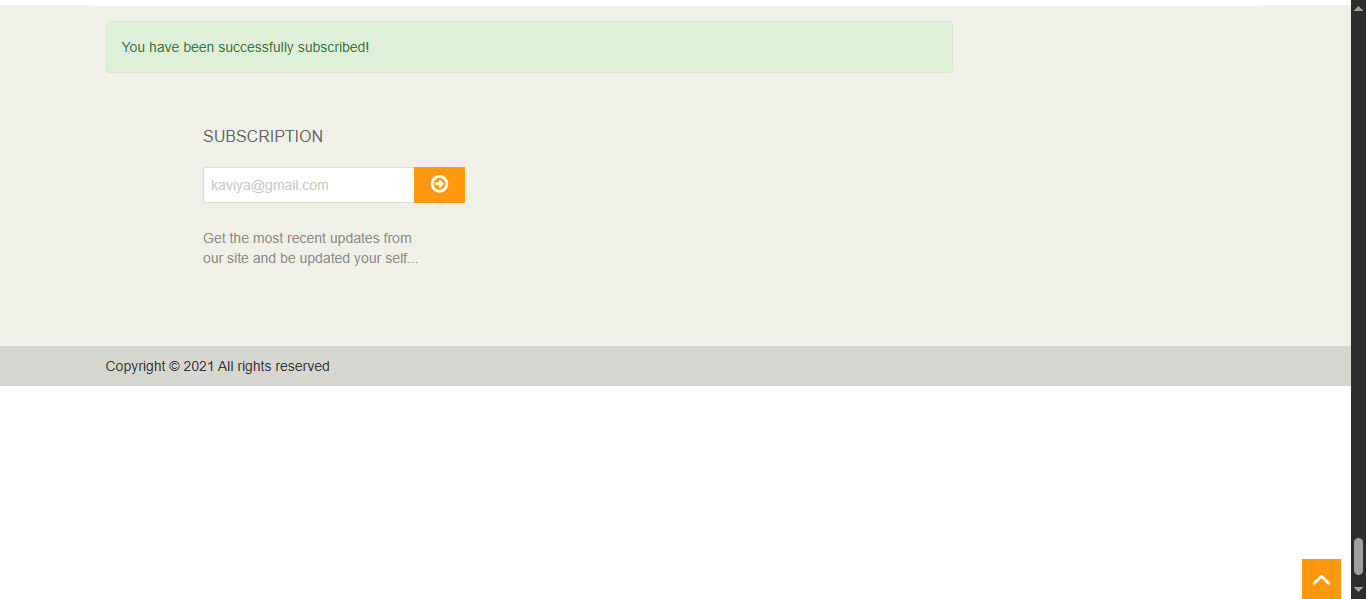 You have been successfully subscribed!
SUBSCRIPTION
kaviya@gmail.com
Get the most recent updates from
our site and be updated your self...
Copyright © 2021 All rights reserved